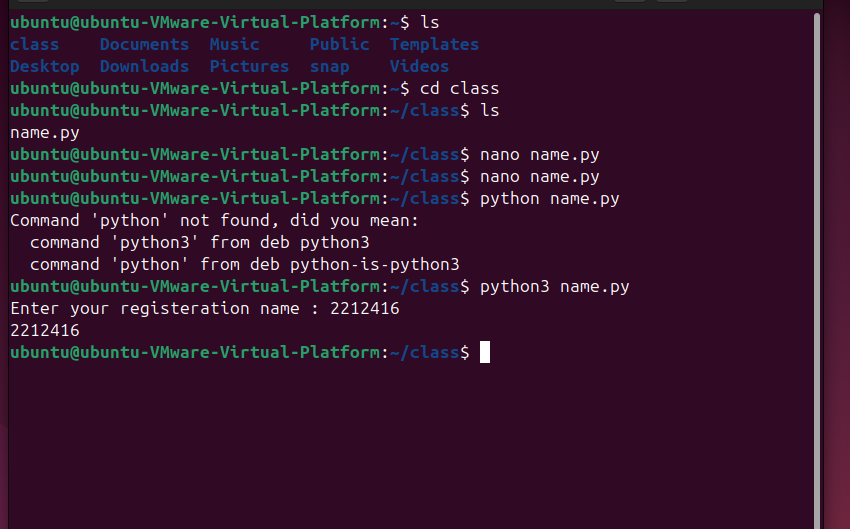 ubuntu@ubuntu-VMware-Virtual-Platform:~$ ls
class    Documents  Music     Public  Templates
Desktop  Downloads  Pictures  snap    Videos
ubuntu@ubuntu-VMware-Virtual-Platform:~$ cd class
ubuntu@ubuntu-VMware-Virtual-Platform:~/class$ ls
name.py
ubuntu@ubuntu-VMware-Virtual-Platform:~/class$ nano name.py
ubuntu@ubuntu-VMware-Virtual-Platform:~/class$ nano name.py
ubuntu@ubuntu-VMware-Virtual-Platform:~/class$ python name.py
Command 'python' not found, did you mean:
  command 'python3' from deb python3
  command 'python' from deb python-is-python3
ubuntu@ubuntu-VMware-Virtual-Platform:~/class$ python3 name.py
Enter your registeration name : 2212416
2212416
ubuntu@ubuntu-VMware-Virtual-Platform:~/class$